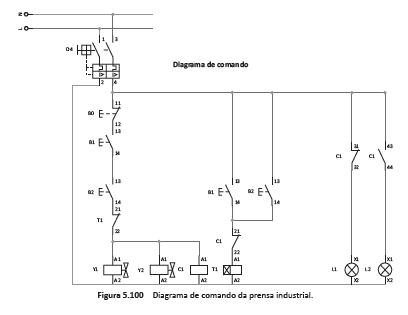 N
L
1 3
D4
Diagrama de comando
2 4
11
B0
12
13
B1
14
13 13 13
B2 B1 B2
14 14 14
21
T1
22
31 43
C1 C1
32 44
21
C1
22
A1 A1 A1 A1 X1 X1
Y1 Y2 C1 T1 L1 L2
A2 A2 A2 A2 X2 X2
Figura 5.100 Diagrama de comando da prensa industrial.